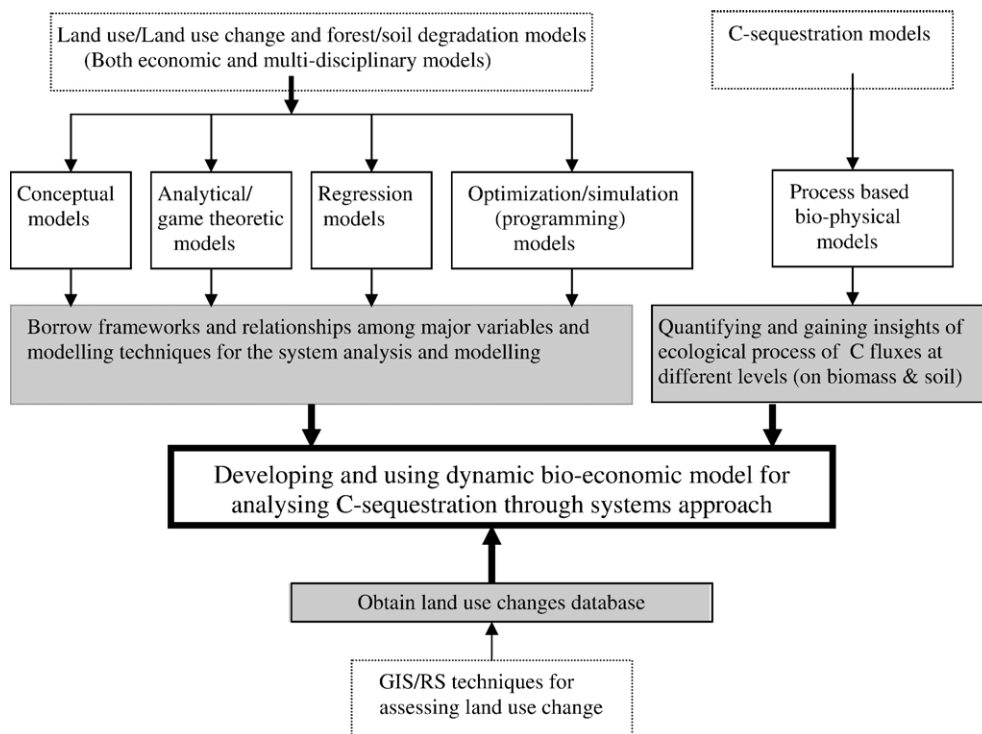 Land use/Land use change and forest/soil degradation models
(Both economic and multi-disciplinary models)
C-sequestration models
Conceptual
models
Analytical/
game theoretic
models
Regression
models
Optimization/simulation
(programming)
models
Process based
bio-physical
models
Borrow frameworks and relationships among major variables and
modelling techniques for the system analysis and modelling
Quantifying and gaining insights of
ecological process of C fluxes at
different levels (on biomass & soil)
Developing and using dynamic bio-economic model for
analysing C-sequestration through systems approach
Obtain land use changes database
GIS/RS techniques for
assessing land use change